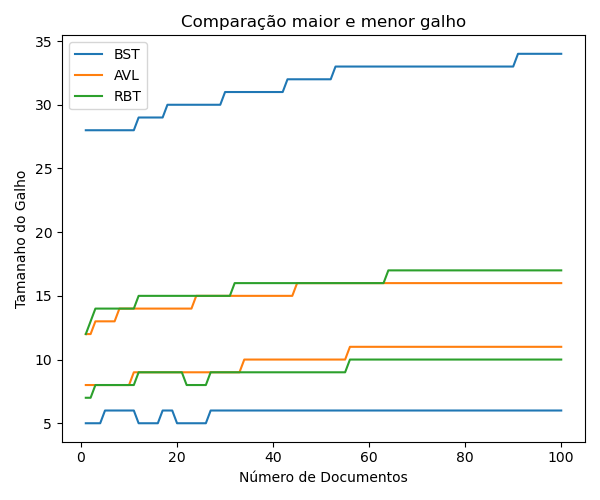 Comparação maior e menor galho
BST
AVL
RBT
Tamanaho do Galho
35
30
25
20
15
10
5
0
20
40
60
80
100
Número de Documentos